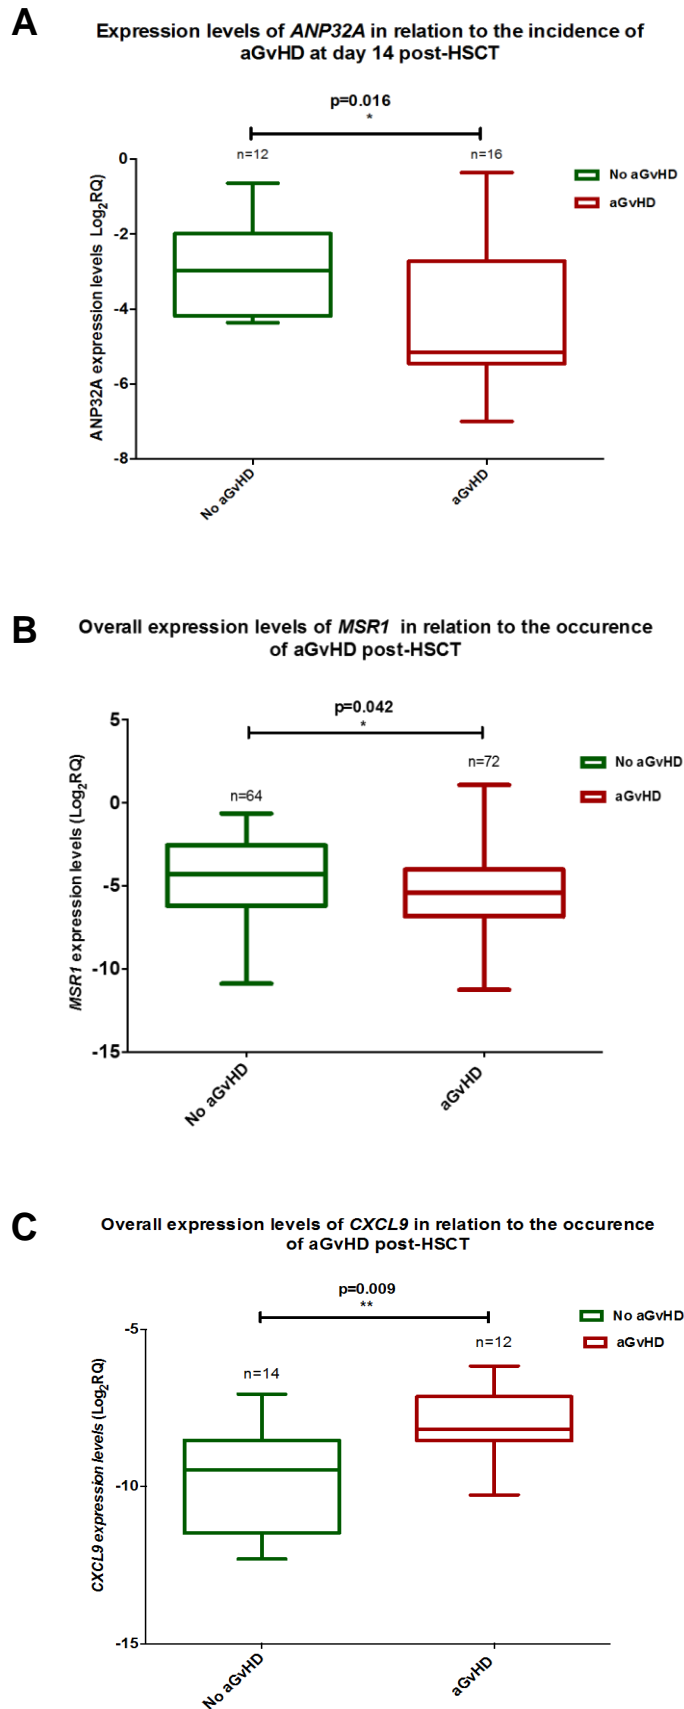 A
Expression levels of ANP32A in relation to the incidence of
aGvHD at day 14 post-HSCT
p=0.016
*
n=12
n=16
No aGvHD
aGvHD
ANP32A expression levels Log2RQ)
0
-2
-4
-6
-8
No aGvHD
aGvHD
B
Overall expression levels of MSR1 in relation to the occurence
of aGvHD post-HSCT
p=0.042
*
n=64
n=72
No aGvHD
aGvHD
MSR1 expression levels (Log2RQ)
5
0
-5
-10
-15
No aGvHD
aGvHD
C
Overall expression levels of CXCL9 in relation to the occurence
of aGvHD post-HSCT
p=0.009
**
n=14
n=12
No aGvHD
aGvHD
CXCL9 expression levels (Log2RQ)
-5
-10
-15
No aGvHD
aGvHD